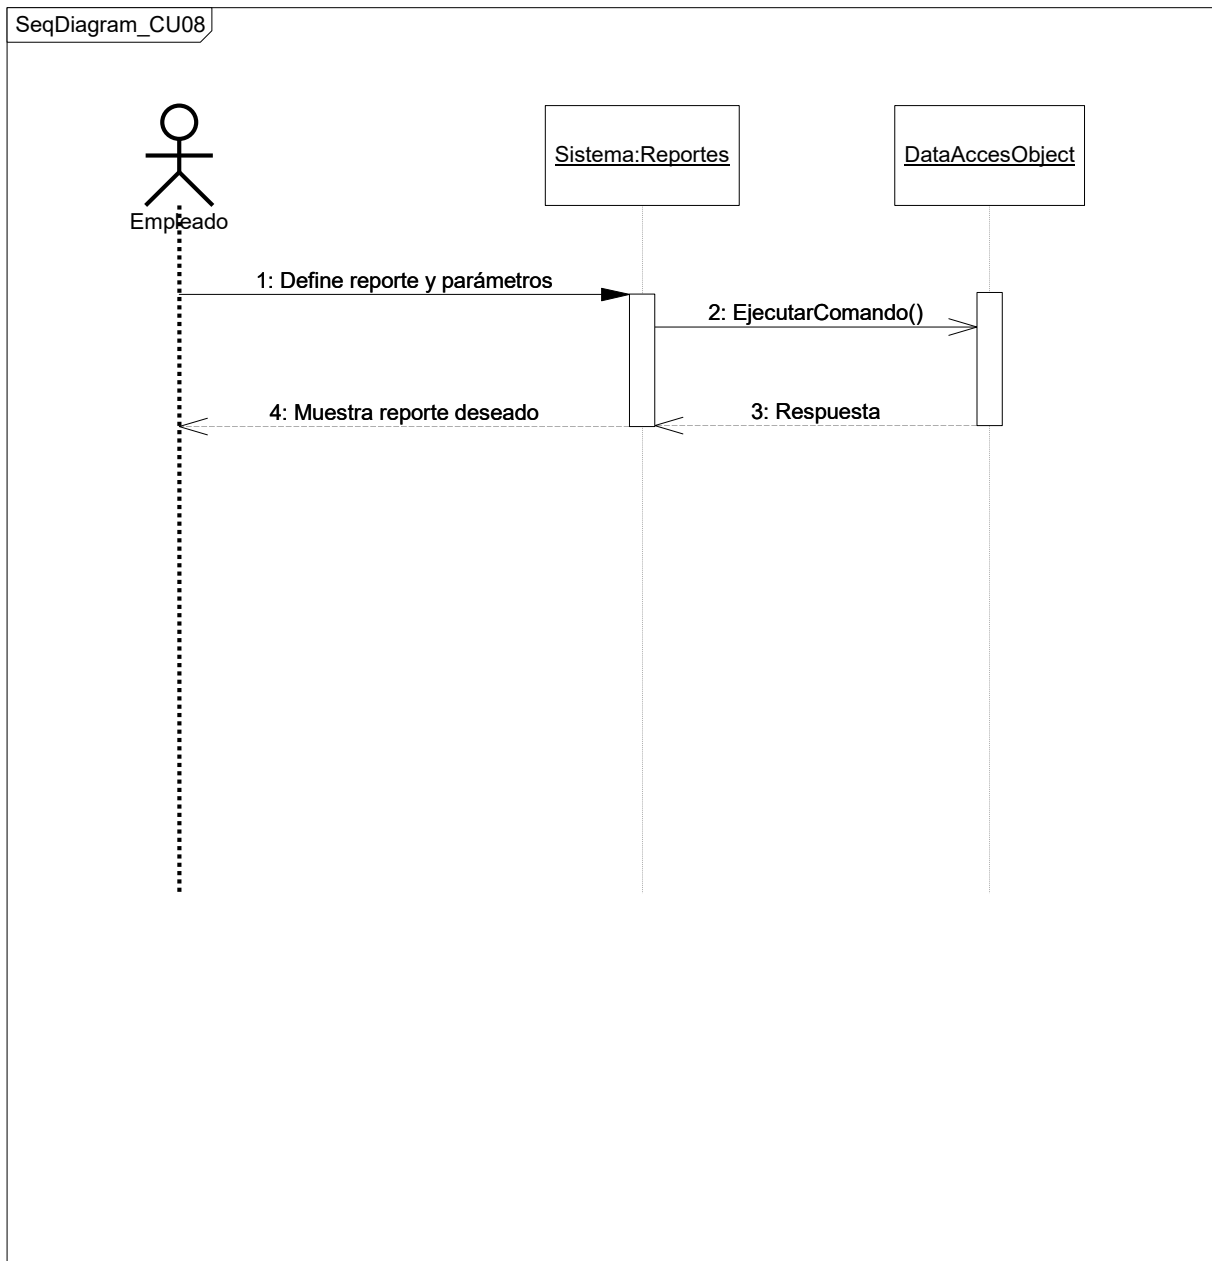 SeqDiagram_CU08
Sistema:Reportes
DataAccesObject
Empleado
1: Define reporte y parámetros
2: EjecutarComando()
4: Muestra reporte deseado
3: Respuesta